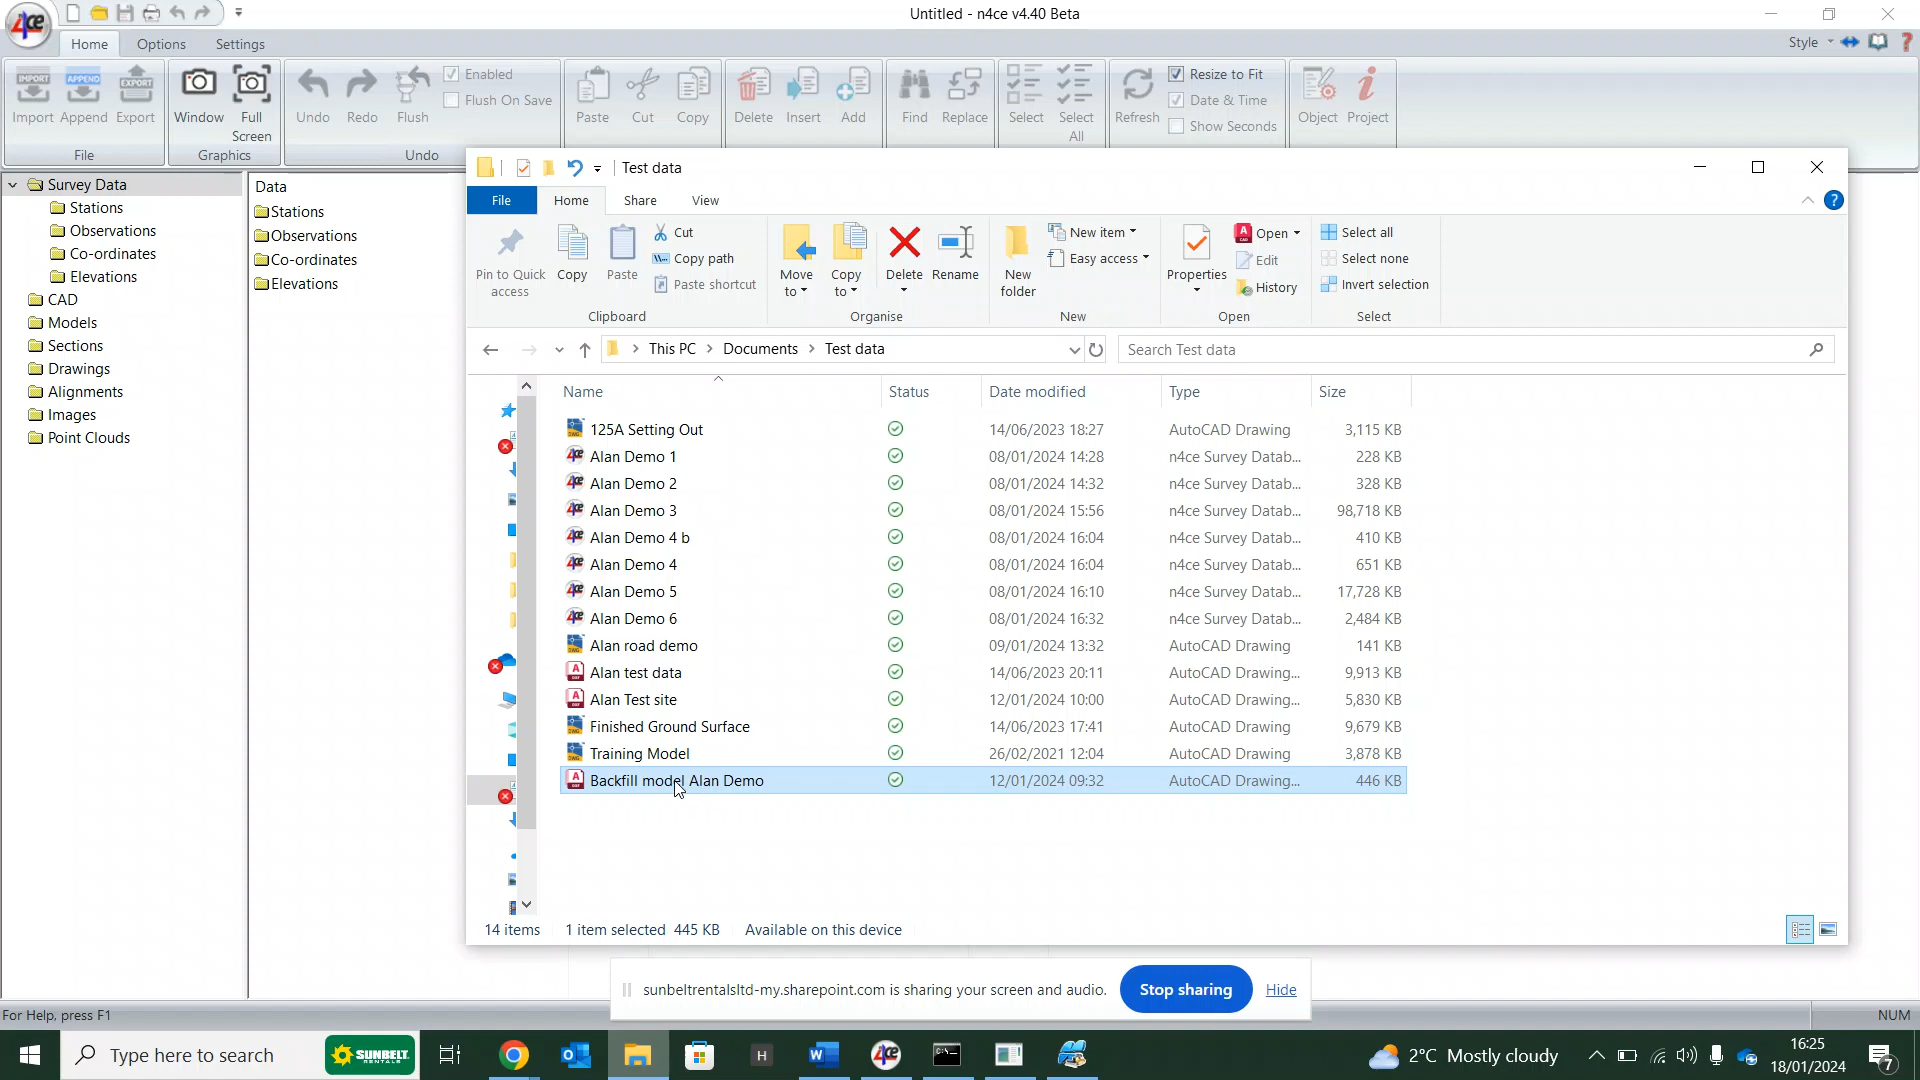 4ce
Untitled - n4ce v4.40 Beta
Home Options Settings Style
IMPORT APPEND EXPORT
Import Append Export
File
Window Full Screen
Graphics
Undo Redo Flush
Enabled
Flush On Save
Undo
Paste Cut Copy
Delete Insert Add
Find Replace
Select Select All
Refresh
Resize to Fit
Date & Time
Show Seconds
Object Project
Survey Data
Stations
Observations
Co-ordinates
Elevations
CAD
Models
Sections
Drawings
Alignments
Images
Point Clouds
Data
Stations
Observations
Co-ordinates
Elevations
Test data
File Home Share View
Pin to Quick access
Copy
Paste
Cut
Copy path
Paste shortcut
Clipboard
Move to
Copy to
Delete
Rename
Organise
New folder
New item
Easy access
New
Properties
Open
Edit
History
Open
Select all
Select none
Invert selection
Select
This PC > Documents > Test data
Search Test data
Name Status Date modified Type Size
125A Setting Out 14/06/2023 18:27 AutoCAD Drawing 3,115 KB
Alan Demo 1 08/01/2024 14:28 n4ce Survey Datab... 228 KB
Alan Demo 2 08/01/2024 14:32 n4ce Survey Datab... 328 KB
Alan Demo 3 08/01/2024 15:56 n4ce Survey Datab... 98,718 KB
Alan Demo 4 b 08/01/2024 16:04 n4ce Survey Datab... 410 KB
Alan Demo 4 08/01/2024 16:04 n4ce Survey Datab... 651 KB
Alan Demo 5 08/01/2024 16:10 n4ce Survey Datab... 17,728 KB
Alan Demo 6 08/01/2024 16:32 n4ce Survey Datab... 2,484 KB
Alan road demo 09/01/2024 13:32 AutoCAD Drawing 141 KB
Alan test data 14/06/2023 20:11 AutoCAD Drawing... 9,913 KB
Alan Test site 12/01/2024 10:00 AutoCAD Drawing... 5,830 KB
Finished Ground Surface 14/06/2023 17:41 AutoCAD Drawing 9,679 KB
Training Model 26/02/2021 12:04 AutoCAD Drawing 3,878 KB
Backfill model Alan Demo 12/01/2024 09:32 AutoCAD Drawing... 446 KB
14 items 1 item selected 445 KB Available on this device
sunbeltrentalsltd-my.sharepoint.com is sharing your screen and audio. Stop sharing Hide
For Help, press F1 NUM
Type here to search SUNBELT RENTALS H 4ce 2°C Mostly cloudy
16:25
18/01/2024
7